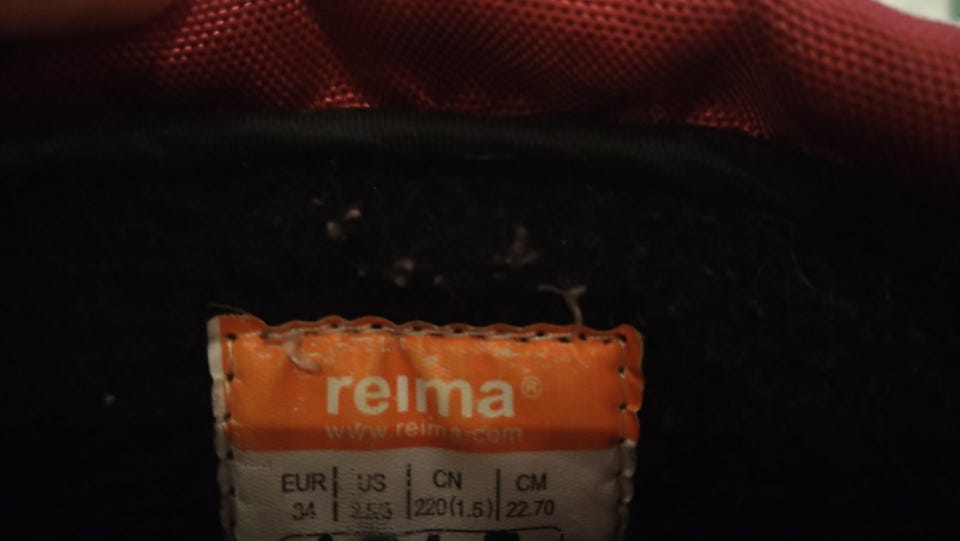 reima®
www.reima.com
EUR US CN CM
34 220(1.5) 22.70